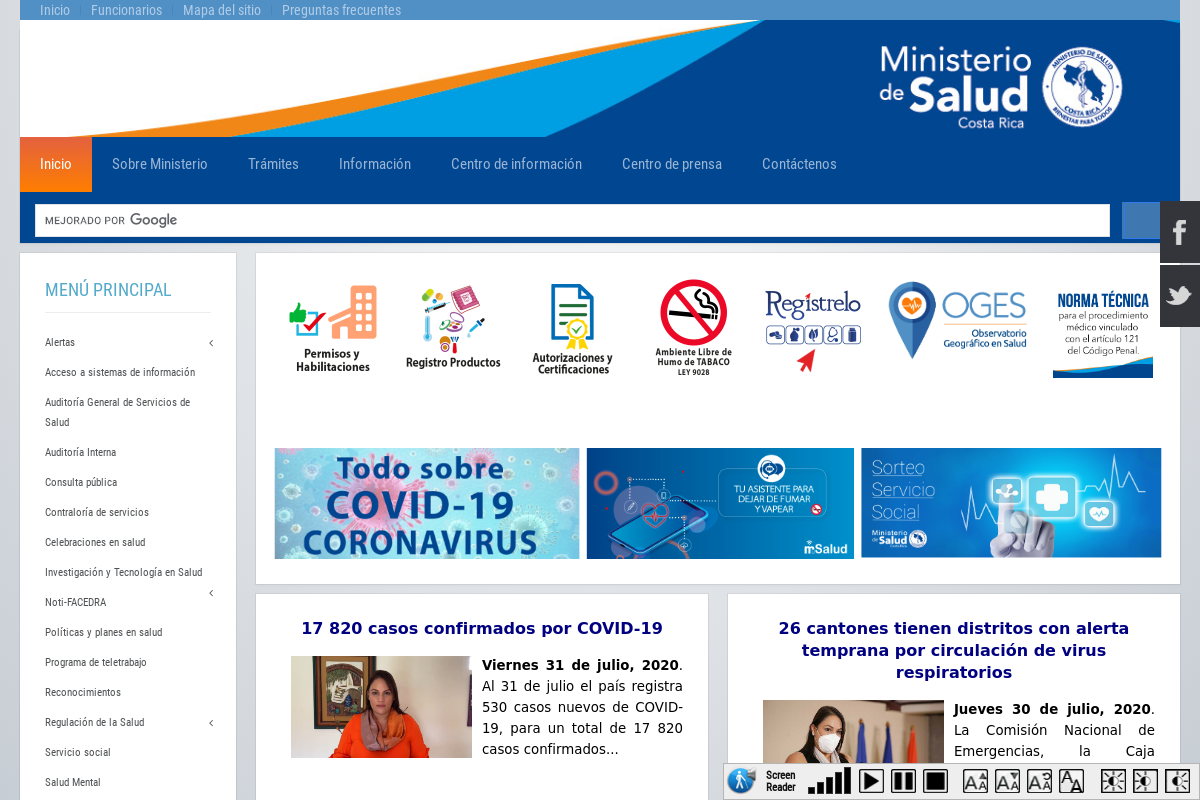 Inicio Funcionarios Mapa del sitio Preguntas frecuentes
Ministerio
de Salud
Costa Rica
MINISTERIO DE SALUD
COSTA RICA
BIENESTAR PARA TODOS
Inicio Sobre Ministerio Trámites Información Centro de información Centro de prensa Contáctenos
MEJORADO POR Google
MENÚ PRINCIPAL
Alertas
Acceso a sistemas de información
Auditoría General de Servicios de
Salud
Auditoría Interna
Consulta pública
Contraloría de servicios
Celebraciones en salud
Investigación y Tecnología en Salud
Noti-FACEDRA
Políticas y planes en salud
Programa de teletrabajo
Reconocimientos
Regulación de la Salud
Servicio social
Salud Mental
Permisos y
Habilitaciones
Registro Productos
Autorizaciones y
Certificaciones
Ambiente Libre de
Humo de TABACO
LEY 9028
Regístrelo
OGES
Observatorio
Geográfico en Salud
NORMA TÉCNICA
para el procedimiento
médico vinculado
con el artículo 121
del Código Penal.
Todo sobre
COVID-19
CORONAVIRUS
TU ASISTENTE PARA
DEJAR DE FUMAR
Y VAPEAR
mSalud
Sorteo
Servicio
Social
Ministerio
de Salud
17 820 casos confirmados por COVID-19
Viernes 31 de julio, 2020.
Al 31 de julio el país registra
530 casos nuevos de COVID-
19, para un total de 17 820
casos confirmados...
26 cantones tienen distritos con alerta
temprana por circulación de virus
respiratorios
Jueves 30 de julio, 2020.
La Comisión Nacional de
Emergencias, la Caja
Screen
Reader